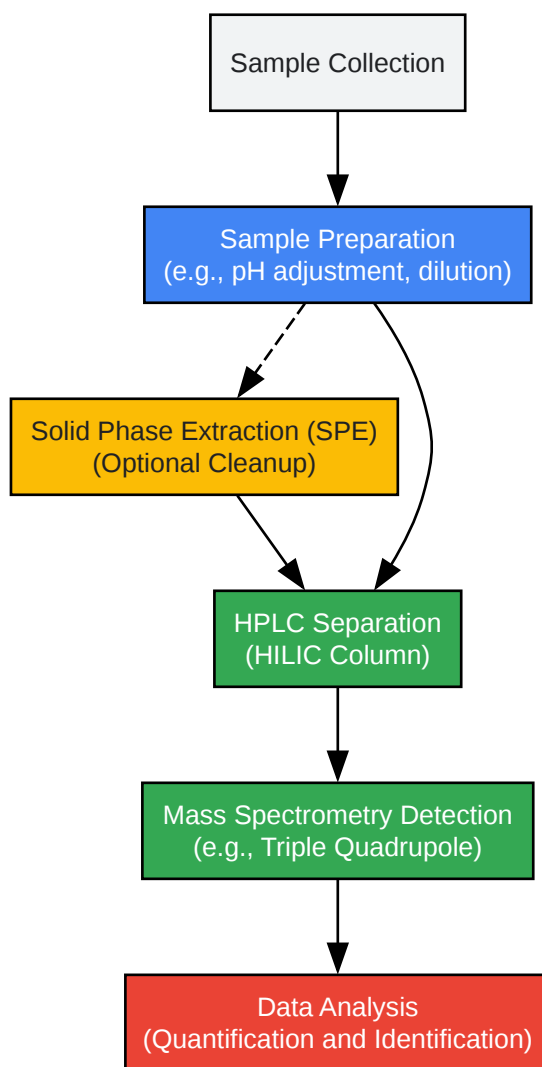 Sample Collection
Sample Preparation
(e.g., pH adjustment, dilution)
Solid Phase Extraction (SPE)
(Optional Cleanup)
HPLC Separation
(HILIC Column)
Mass Spectrometry Detection
(e.g., Triple Quadrupole)
Data Analysis
(Quantification and Identification)